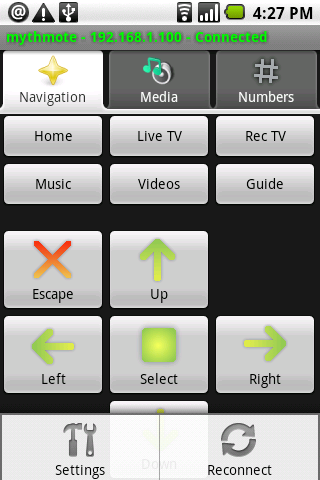 4:27 PM
mythmote - 192.168.1.100 - Connected
Navigation Media Numbers
Home Live TV Rec TV
Music Videos Guide
Escape Up
Left Select Right
Down
Settings Reconnect